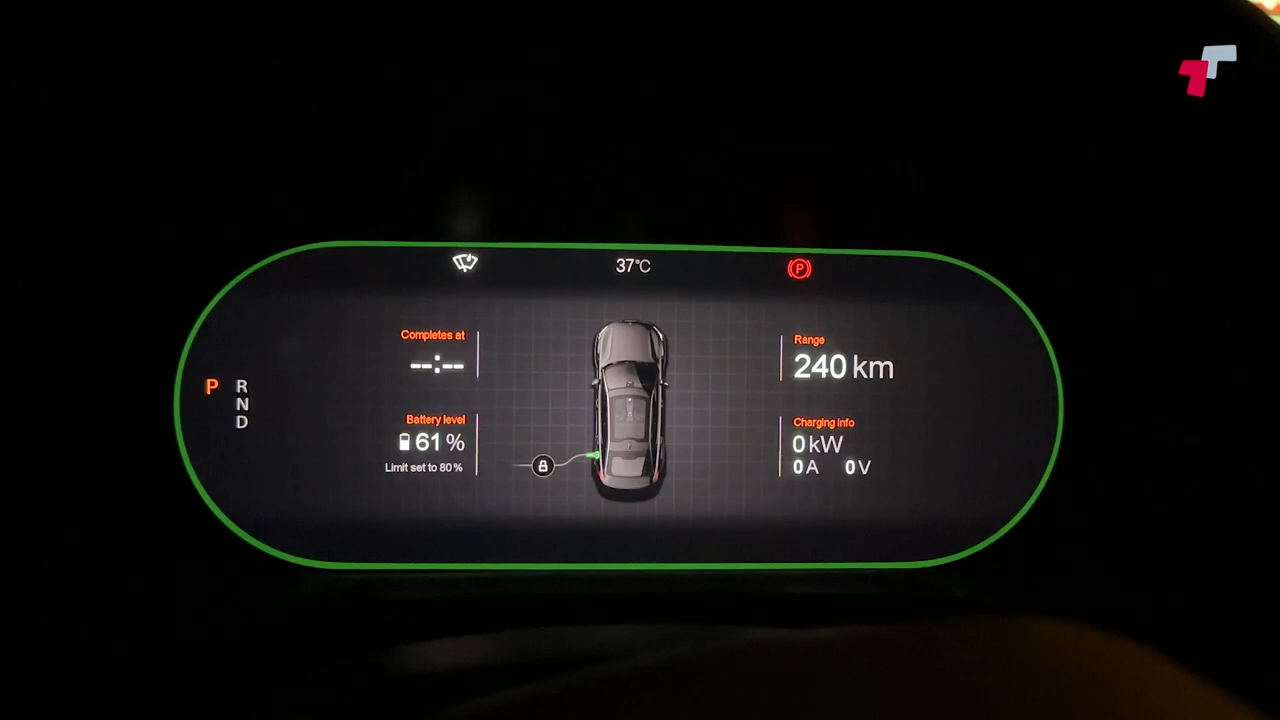 37°C
P
Completes at
--:--
Range
240 km
P R
N
D
Battery level
61 %
Limit set to 80 %
Charging info
0 kW
0 A 0 V